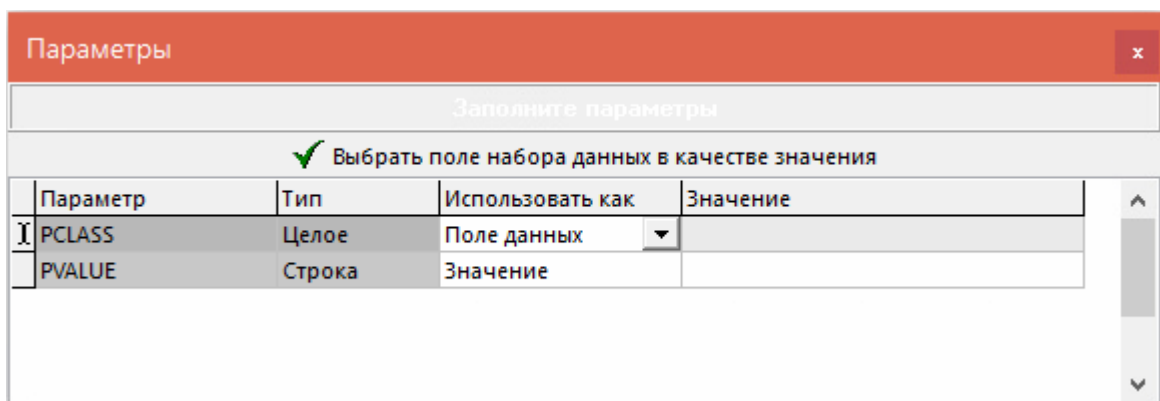 Параметры
x
Заполните параметры
Выбрать поле набора данных в качестве значения
Параметр Тип Использовать как Значение
PCLASS Целое Поле данных
PVALUE Строка Значение